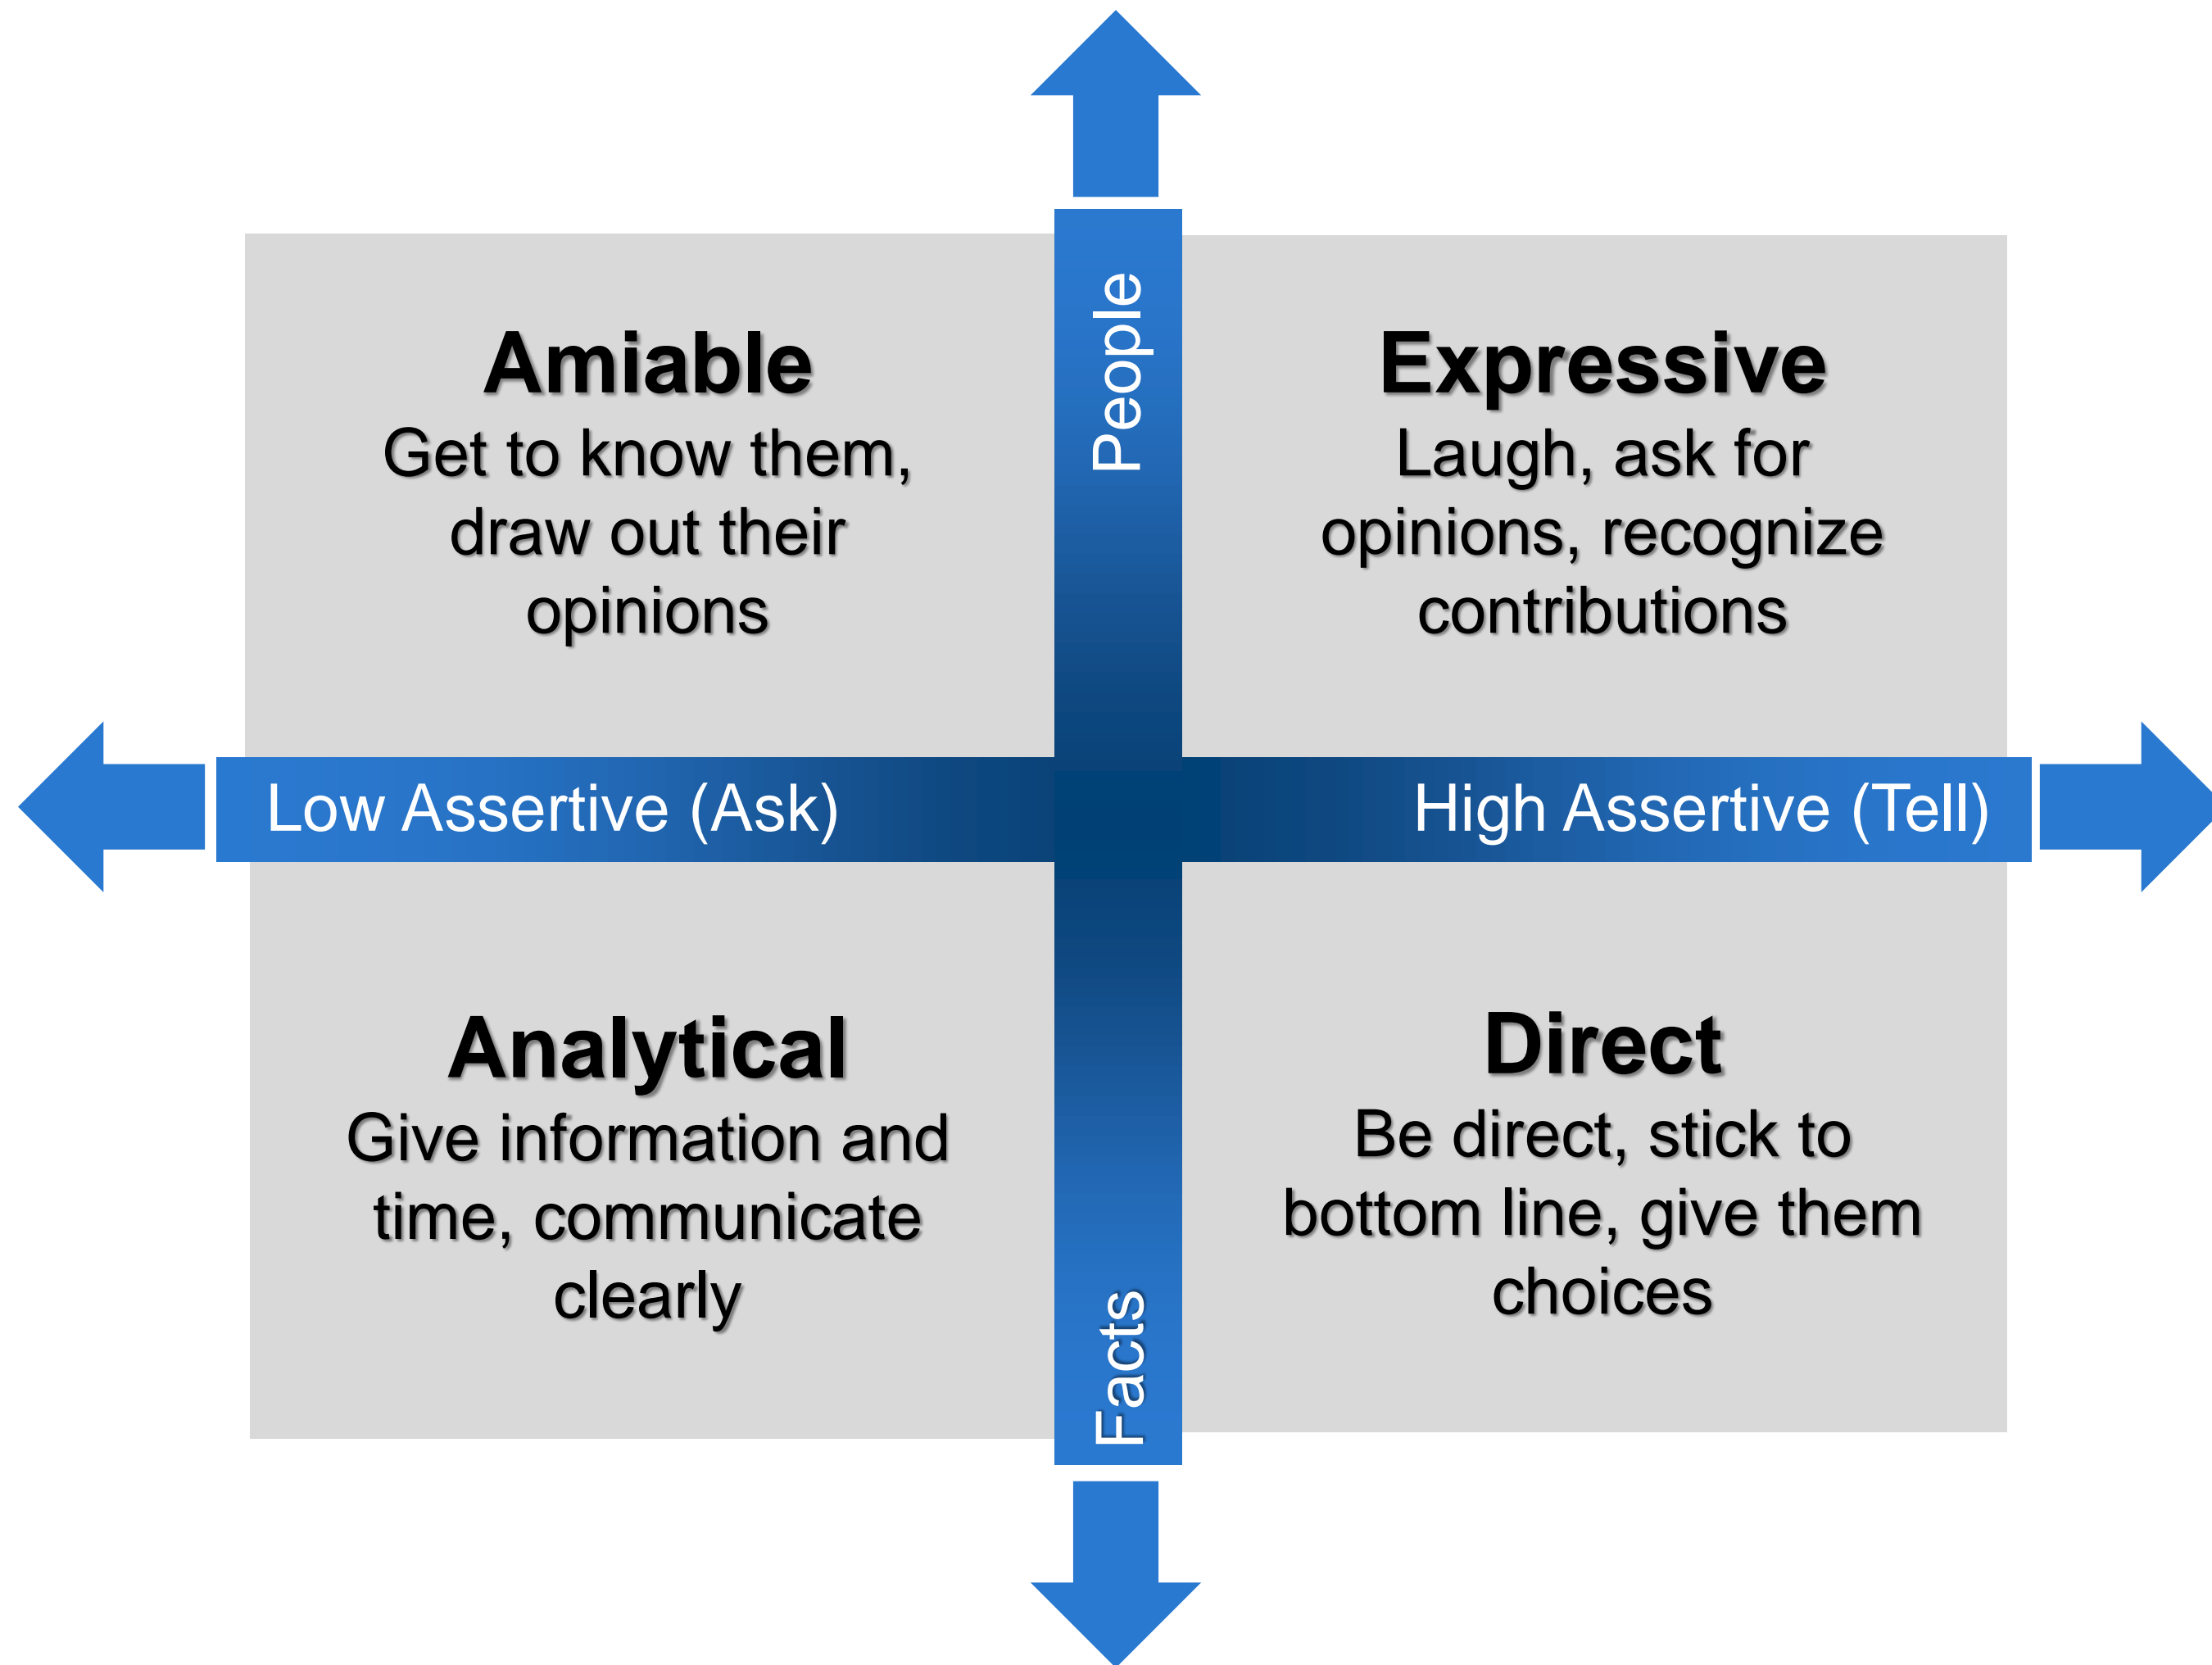 People
Amiable
Get to know them,
draw out their
opinions
Expressive
Laugh, ask for
opinions, recognize
contributions
Low Assertive (Ask)
High Assertive (Tell)
Analytical
Give information and
time, communicate
clearly
Direct
Be direct, stick to
bottom line, give them
choices
Facts